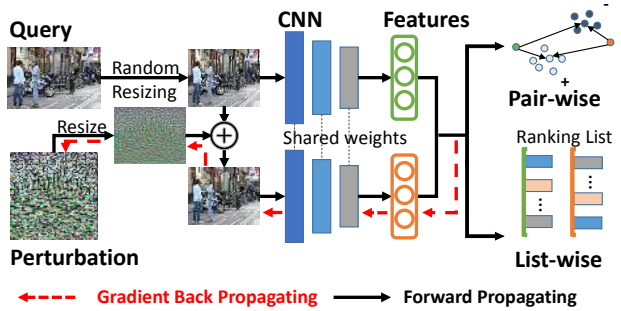 Query
CNN
Features
Random
Resizing
-
+
Pair-wise
Resize
+
Shared weights
Ranking List
...
...
Perturbation
List-wise
Gradient Back Propagating
Forward Propagating